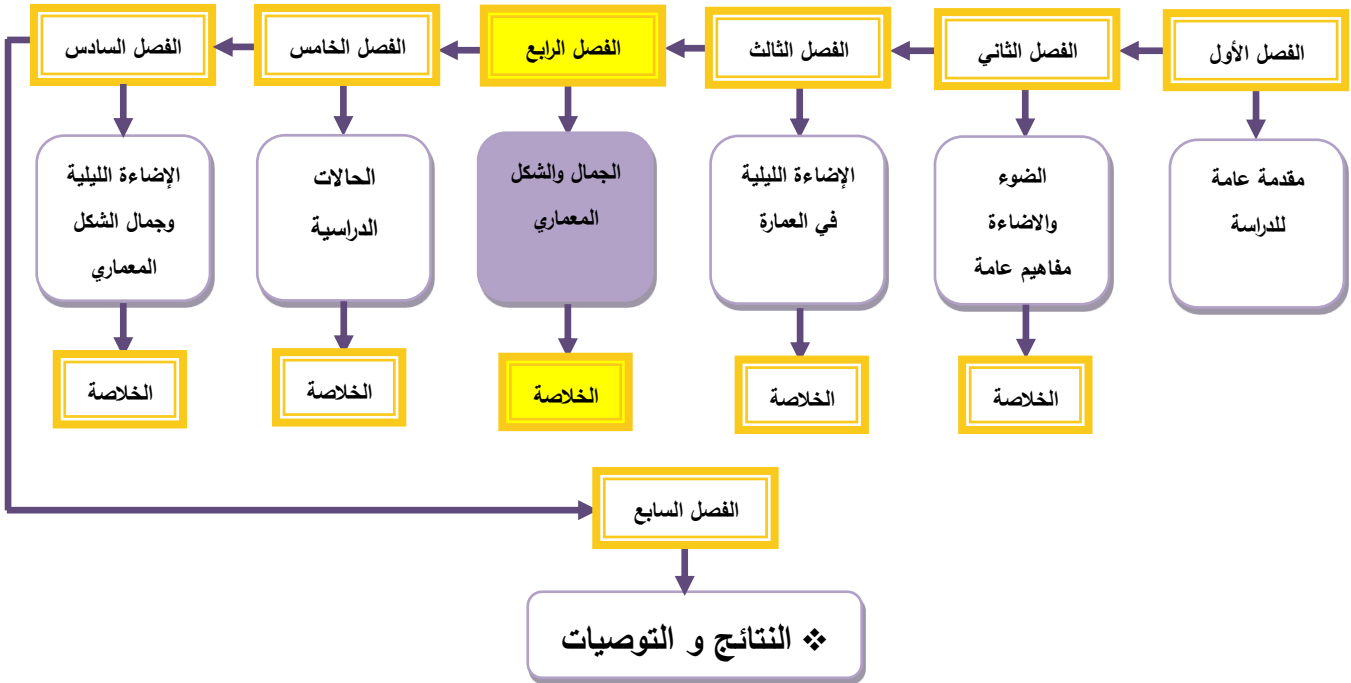 الفصل الأول
الفصل الثاني
الفصل الثالث
الفصل الرابع
الفصل الخامس
الفصل السادس
مقدمة عامة
للدراسة
الضوء
والاضاءة
مفاهيم عامة
الإضاءة الليلية
في العمارة
الجمال والشكل
المعماري
الحالات
الدراسية
الإضاءة الليلية
وجمال الشكل
المعماري
الخلاصة
الخلاصة
الخلاصة
الخلاصة
الخلاصة
الفصل السابع
❖ النتائج و التوصيات